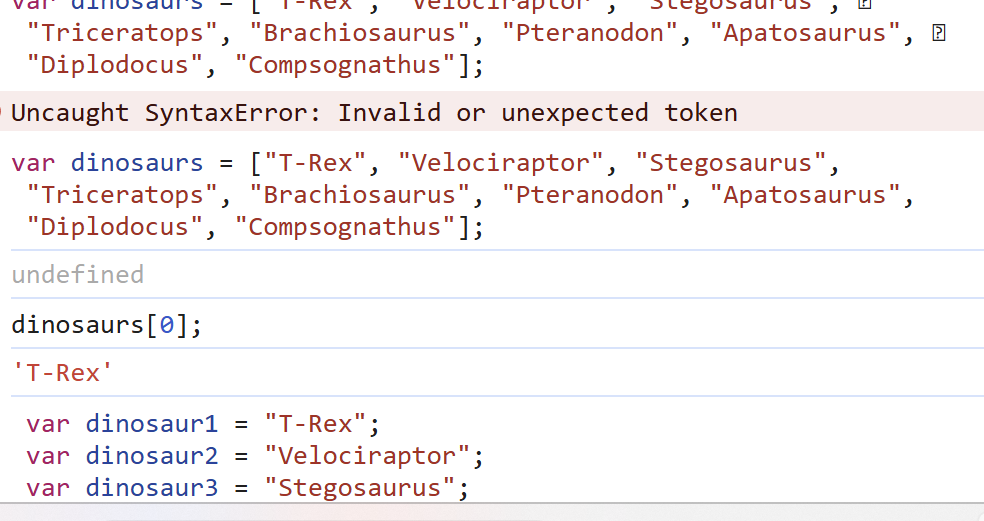 var dinosaurs = ["T-Rex", "Velociraptor", "Stegosaurus", �
"Triceratops", "Brachiosaurus", "Pteranodon", "Apatosaurus", �
"Diplodocus", "Compsognathus"];
Uncaught SyntaxError: Invalid or unexpected token
var dinosaurs = ["T-Rex", "Velociraptor", "Stegosaurus",
"Triceratops", "Brachiosaurus", "Pteranodon", "Apatosaurus",
"Diplodocus", "Compsognathus"];
undefined
dinosaurs[0];
'T-Rex'
var dinosaur1 = "T-Rex";
var dinosaur2 = "Velociraptor";
var dinosaur3 = "Stegosaurus";